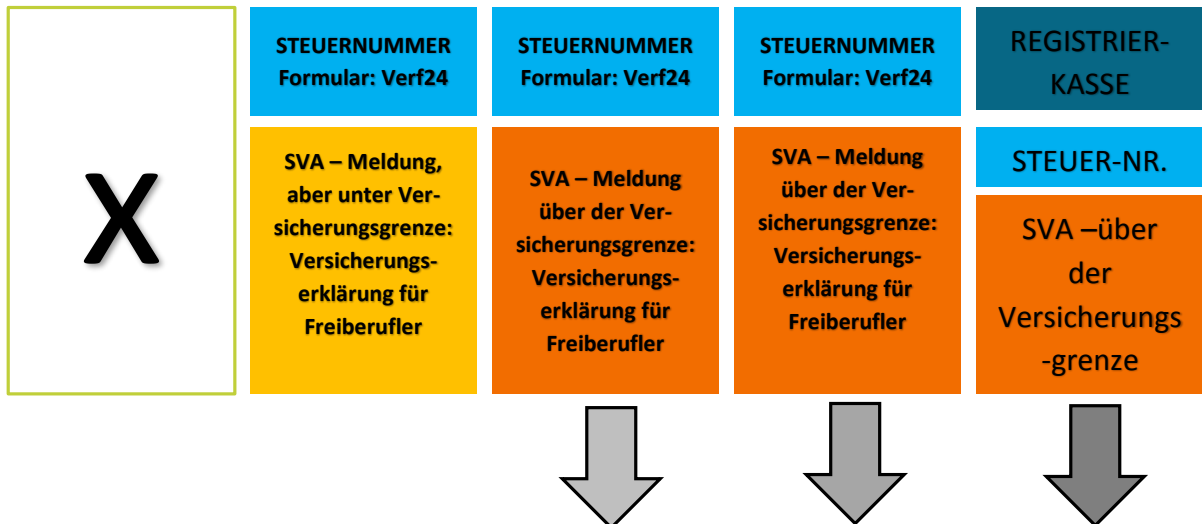 X
STEUERNUMMER
Formular: Verf24
SVA – Meldung,
aber unter Ver-
sicherungsgrenze:
Versicherungs-
erklärung für
Freiberufler
STEUERNUMMER
Formular: Verf24
SVA – Meldung
über der Ver-
sicherungsgrenze:
Versicherungs-
erklärung für
Freiberufler
STEUERNUMMER
Formular: Verf24
SVA – Meldung
über der Ver-
sicherungsgrenze:
Versicherungs-
erklärung für
Freiberufler
REGISTRIER-
KASSE
STEUER-NR.
SVA –über
der
Versicherungs
-grenze